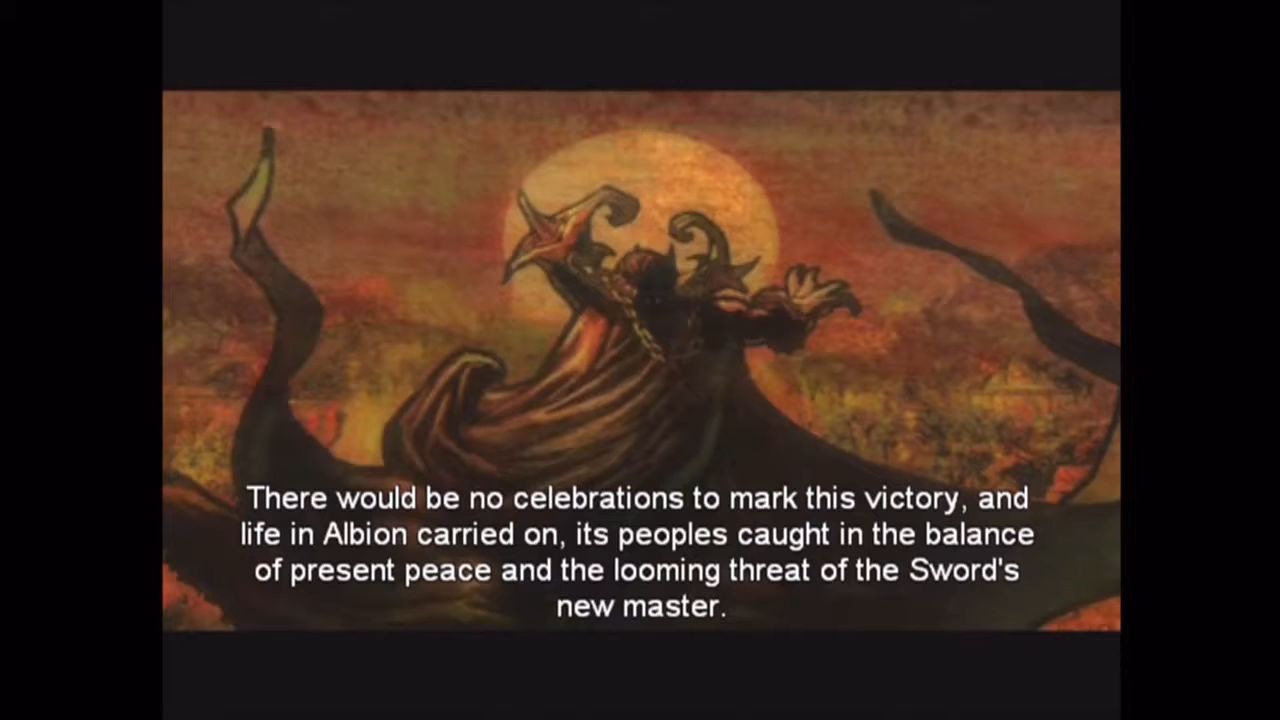 There would be no celebrations to mark this victory, and
life in Albion carried on, its peoples caught in the balance
of present peace and the looming threat of the Sword's
new master.